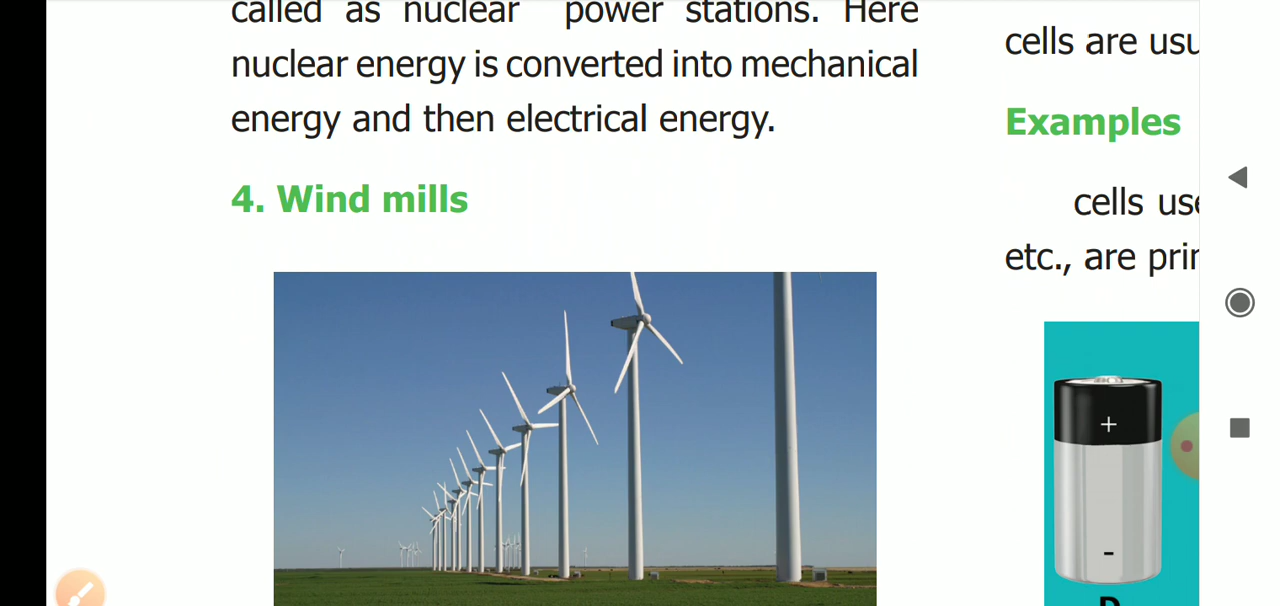 called as nuclear power stations. Here
nuclear energy is converted into mechanical
energy and then electrical energy.
4. Wind mills
cells are usu
Examples
cells use
etc., are prin
+
-
D